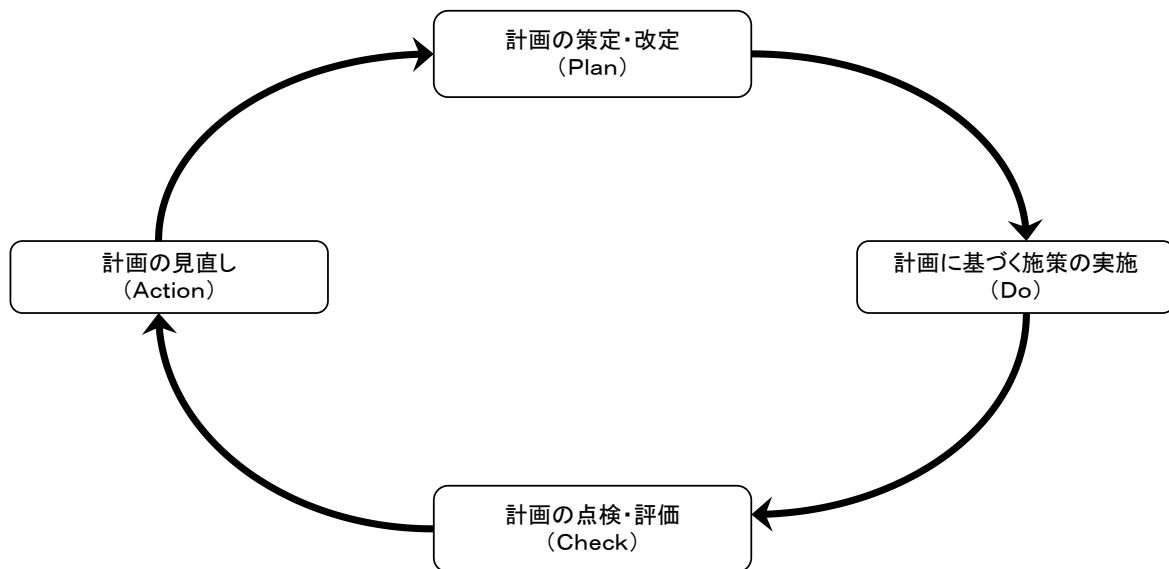 計画の策定・改定
（Plan）
計画の見直し
（Action）
計画に基づく施策の実施
（Do）
計画の点検・評価
（Check）